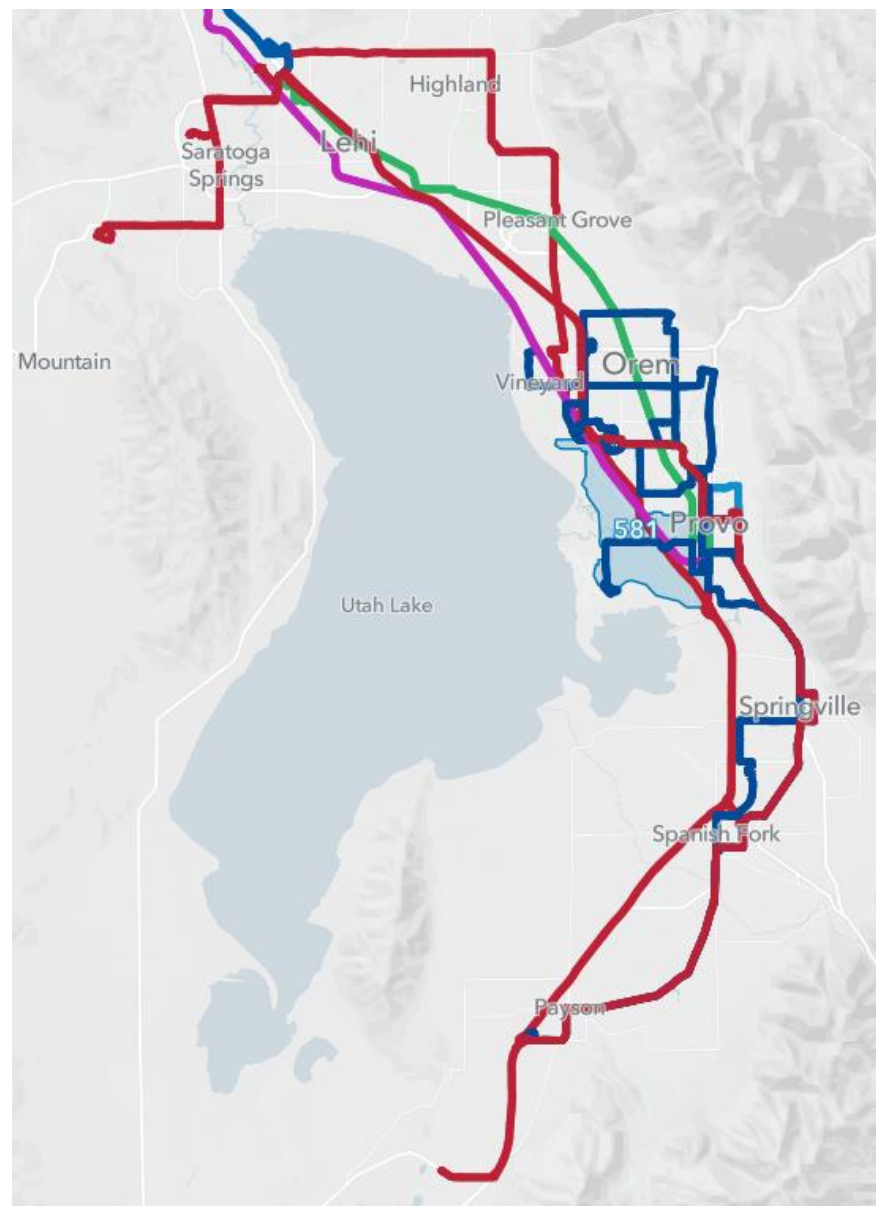 Highland
Lehi
Saratoga
Springs
Pleasant Grove
Mountain
Orem
Vineyard
581
Provo
Utah Lake
Springville
Spanish Fork
Payson